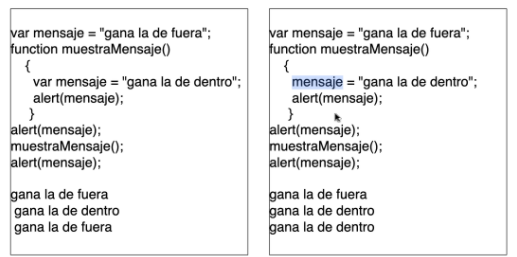 var mensaje = "gana la de fuera";
function muestraMensaje()
{
var mensaje = "gana la de dentro";
alert(mensaje);
}
alert(mensaje);
muestraMensaje();
alert(mensaje);
gana la de fuera
gana la de dentro
gana la de fuera
var mensaje = "gana la de fuera";
function muestraMensaje()
{
mensaje = "gana la de dentro";
alert(mensaje);
}
alert(mensaje);
muestraMensaje();
alert(mensaje);
gana la de fuera
gana la de dentro
gana la de dentro